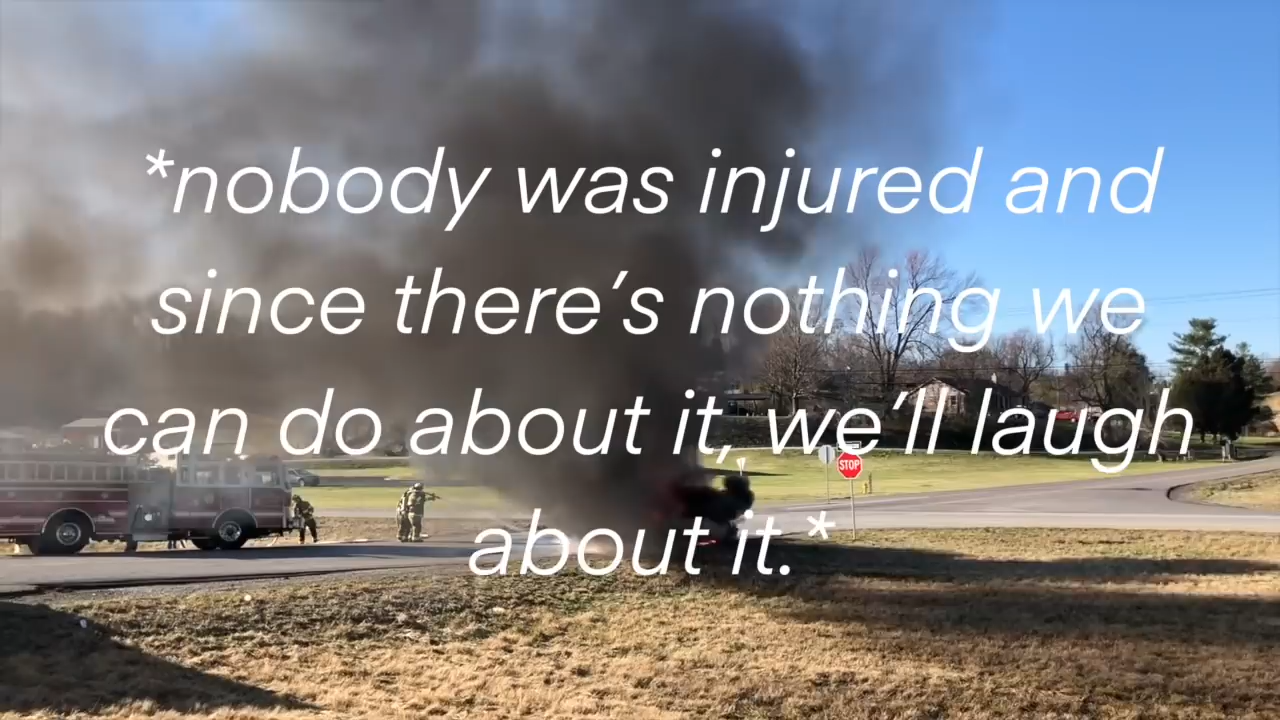 *nobody was injured and
since there’s nothing we
can do about it, we’ll laugh
about it.*
STOP